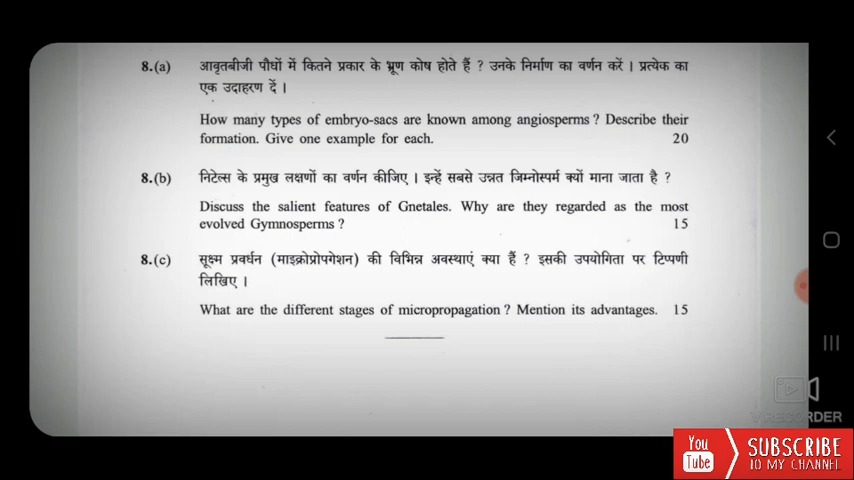 8.(a) आवृतबीजी पौधों में कितने प्रकार के भ्रूण कोष होते हैं ? उनके निर्माण का वर्णन करें । प्रत्येक का
एक उदाहरण दें ।
How many types of embryo-sacs are known among angiosperms ? Describe their
formation. Give one example for each. 20
8.(b) निटेल्स के प्रमुख लक्षणों का वर्णन कीजिए । इन्हें सबसे उन्नत जिम्नोस्पर्म क्यों माना जाता है ?
Discuss the salient features of Gnetales. Why are they regarded as the most
evolved Gymnosperms ? 15
8.(c) सूक्ष्म प्रवर्धन (माइक्रोप्रोपगेशन) की विभिन्न अवस्थाएं क्या हैं ? इसकी उपयोगिता पर टिप्पणी
लिखिए ।
What are the different stages of micropropagation ? Mention its advantages. 15
V RECORDER
You
Tube
SUBSCRIBE
TO MY CHANNEL